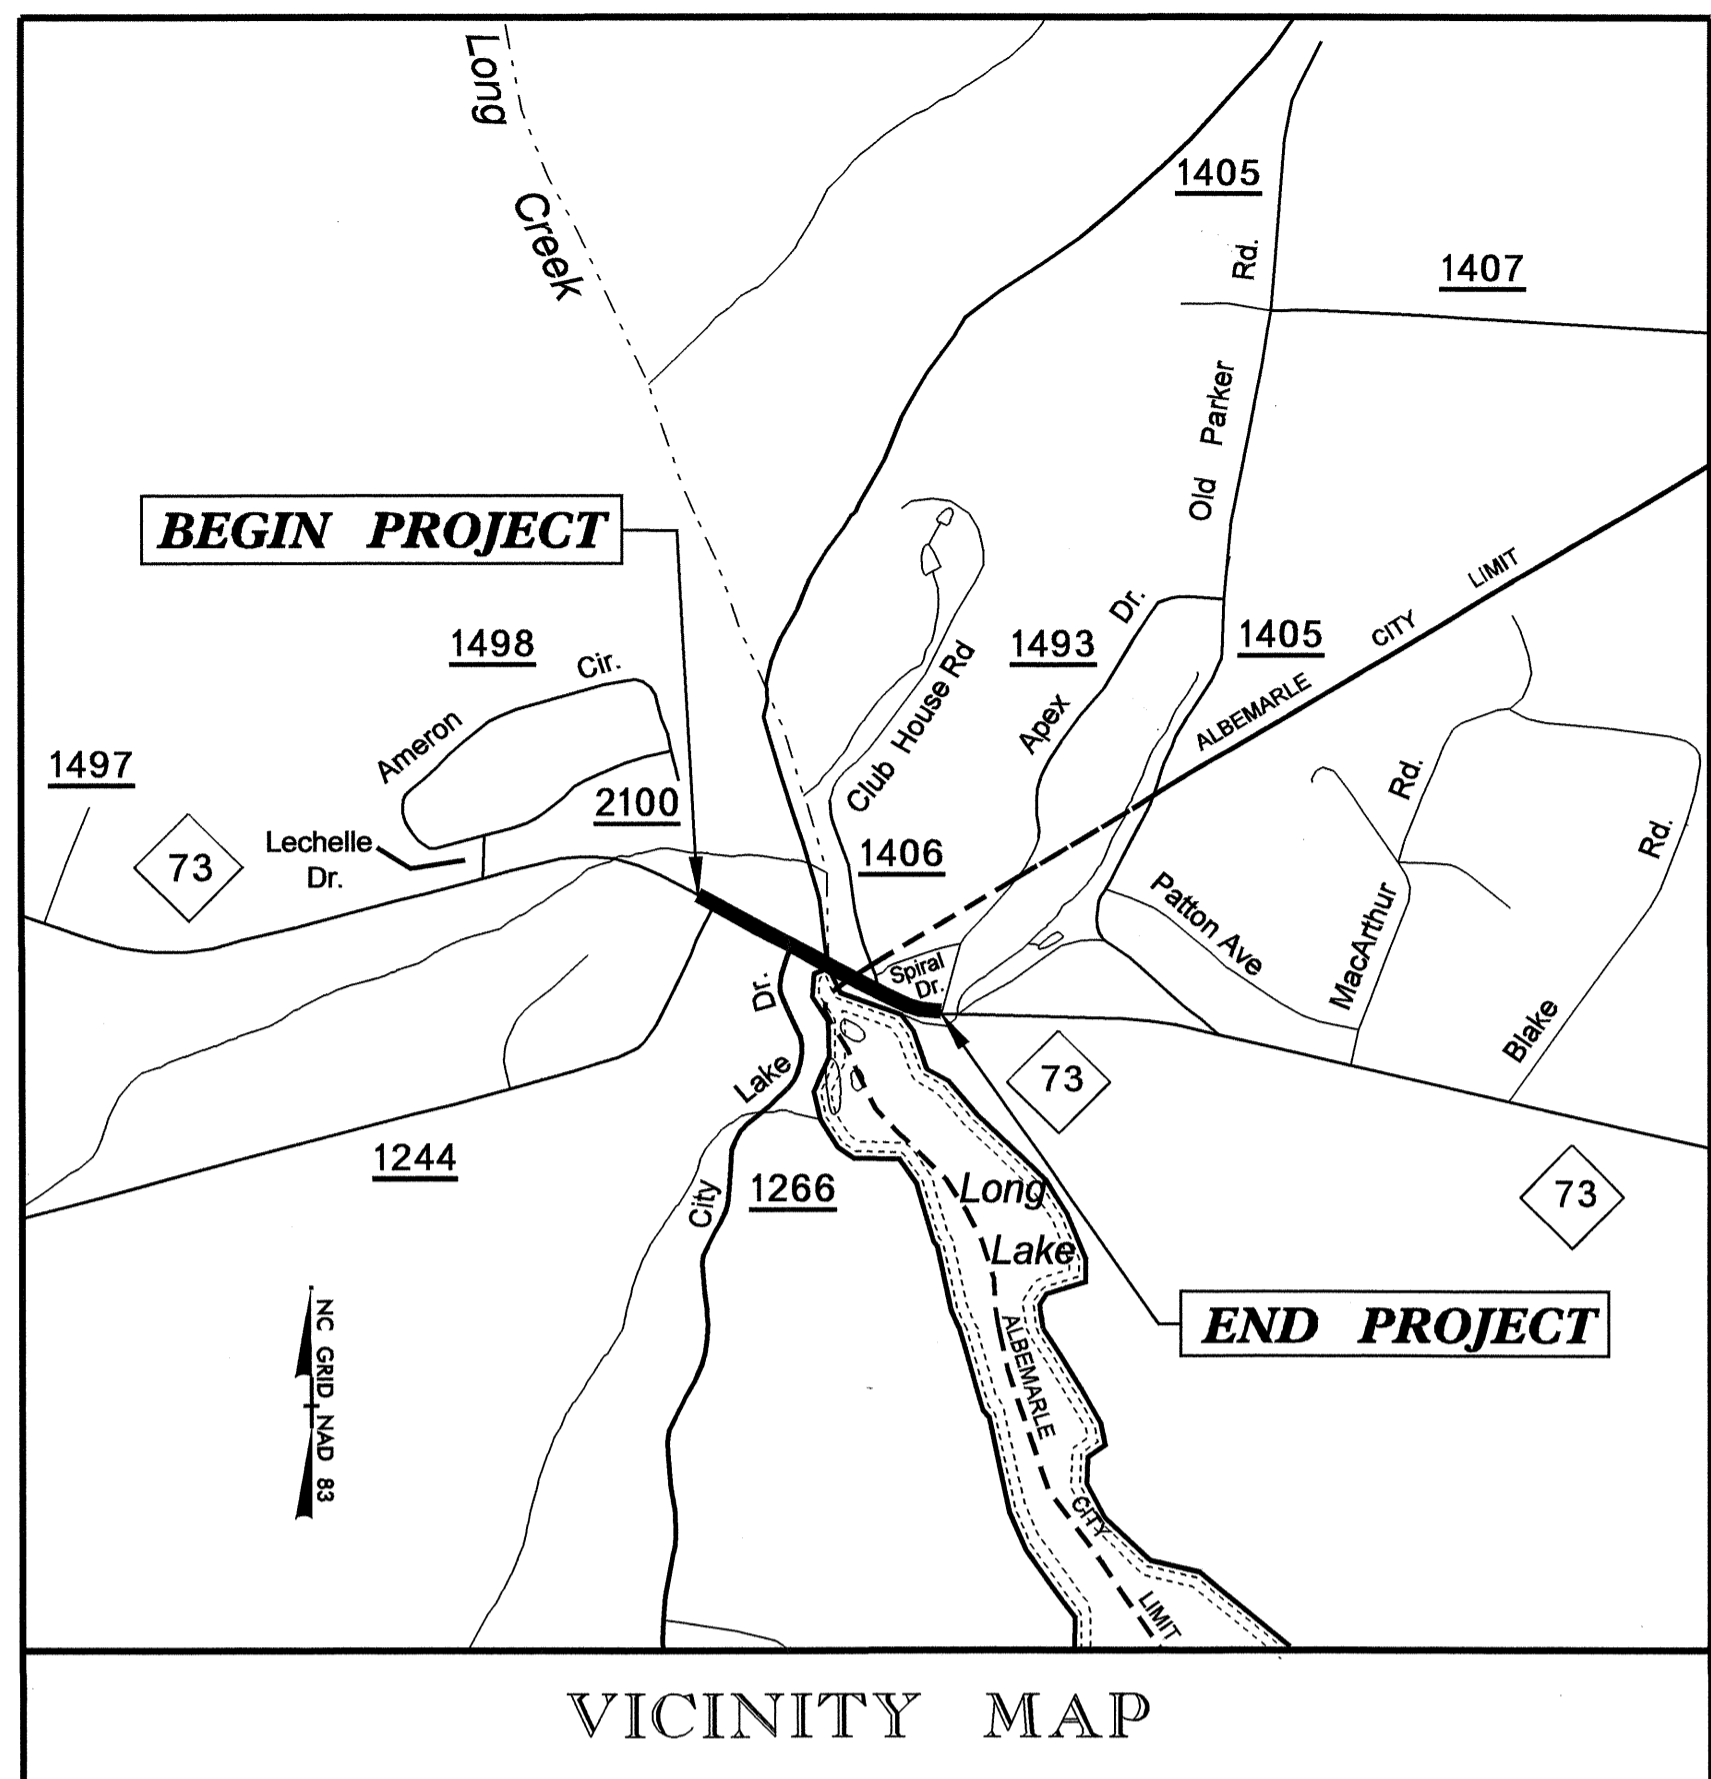 Long
Creek
1405
Rd.
1407
Old Parker
BEGIN PROJECT
LIMIT
CITY
ALBEMARLE
1498
Cir.
Ameron
1493
Dr.
Apex
1405
Club House Rd
1497
2100
Rd.
Rd.
73
Lechelle
Dr.
1406
Patton Ave
MacArthur
Blake
Spiral
Dr.
Dr.
Lake
City
73
1244
1266
Long
Lake
73
END PROJECT
ALBEMARLE
CITY
LIMIT
NC GRID NAD 83
VICINITY MAP